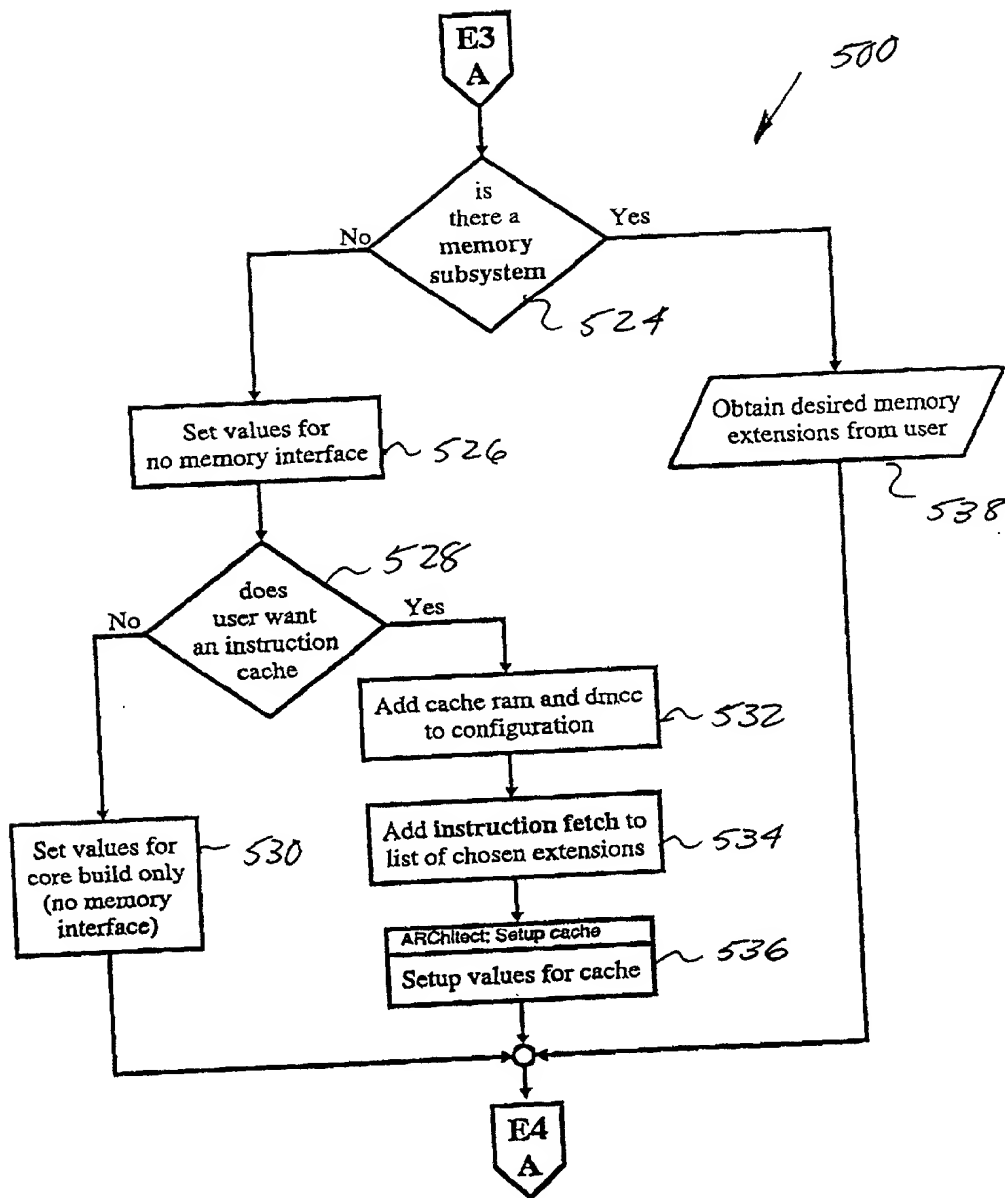 E3
A
500
is
there a
memory
subsystem
No
Yes
524
Set values for
no memory interface
526
Obtain desired memory
extensions from user
538
does
user want
an instruction
cache
528
No
Yes
Add cache ram and dmcc
to configuration
532
Add instruction fetch to
list of chosen extensions
534
Set values for
core build only
(no memory
interface)
530
ARChitect: Setup cache
Setup values for cache
536
E4
A